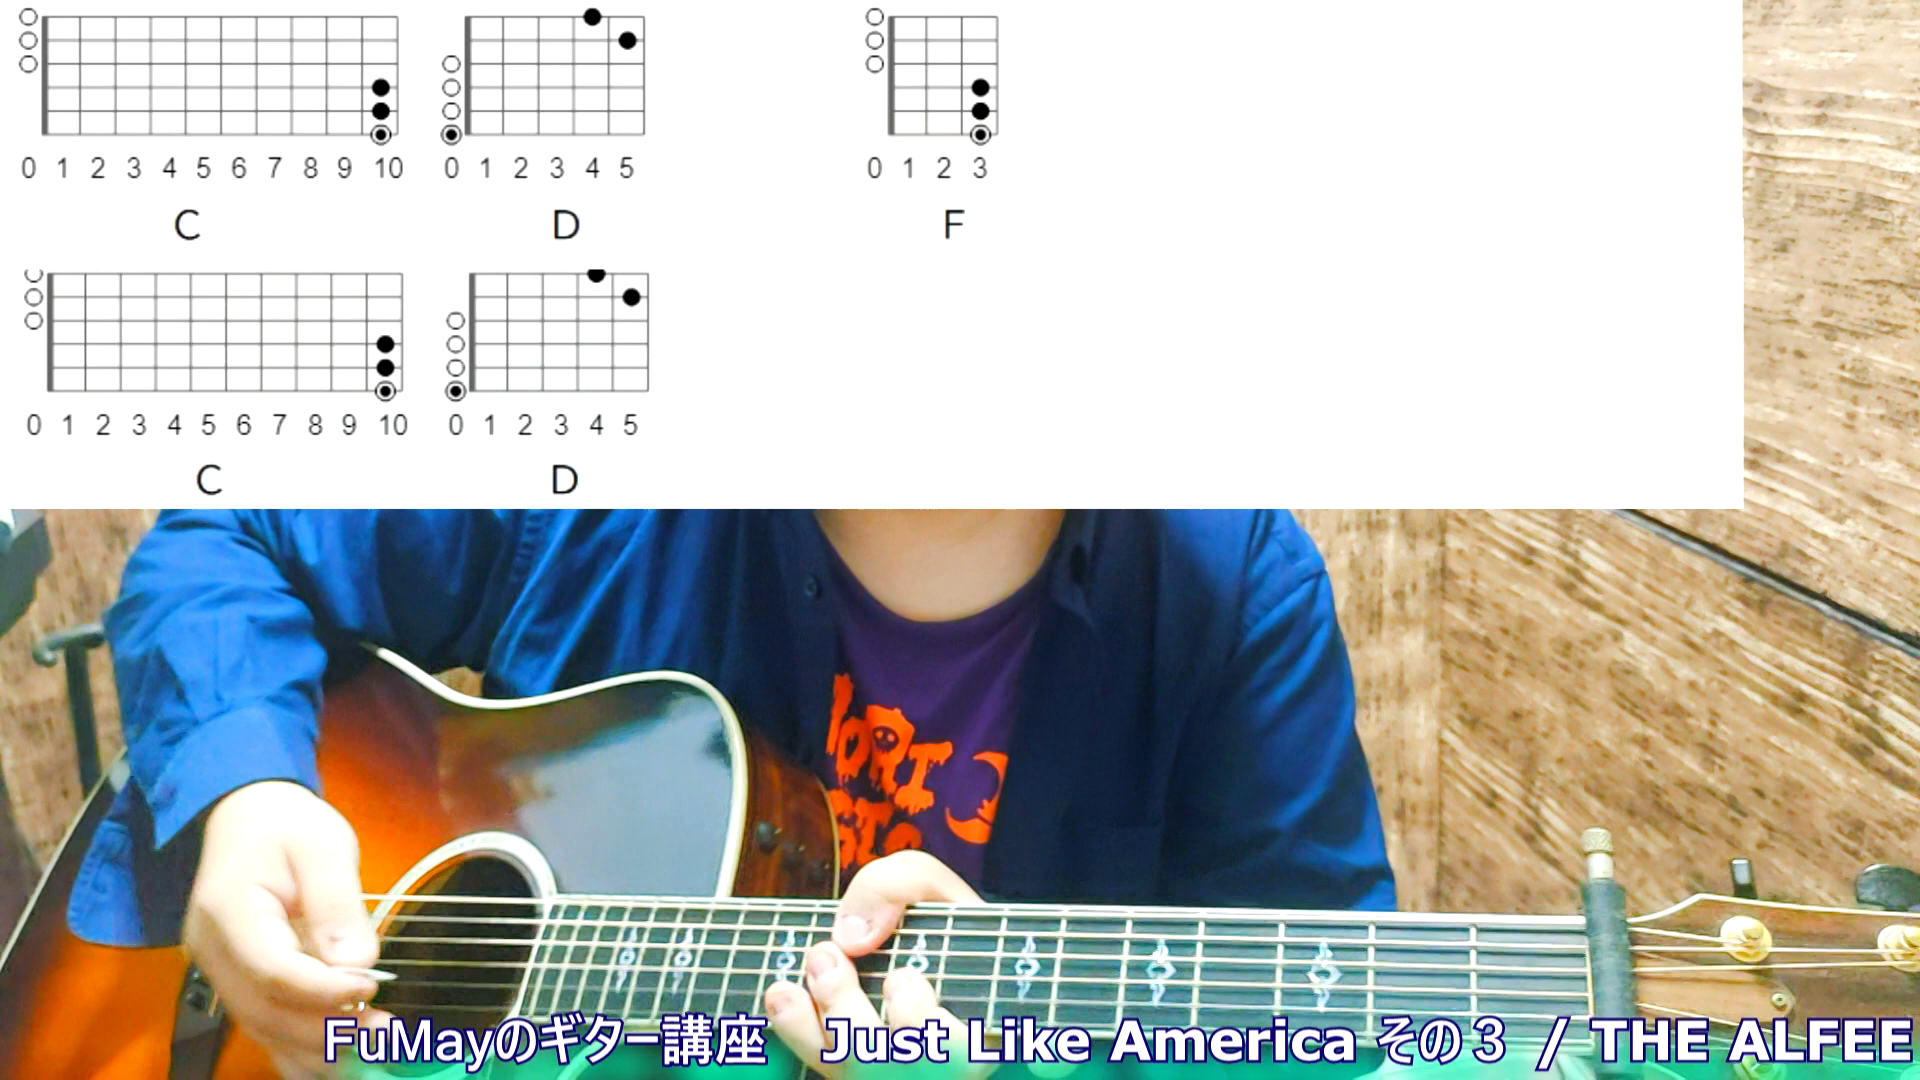 0 1 2 3 4 5 6 7 8 9 10
0 1 2 3 4 5
0 1 2 3
C
D
F
0 1 2 3 4 5 6 7 8 9 10
0 1 2 3 4 5
C
D
FuMayのギター講座 Just Like America その３ / THE ALFEE